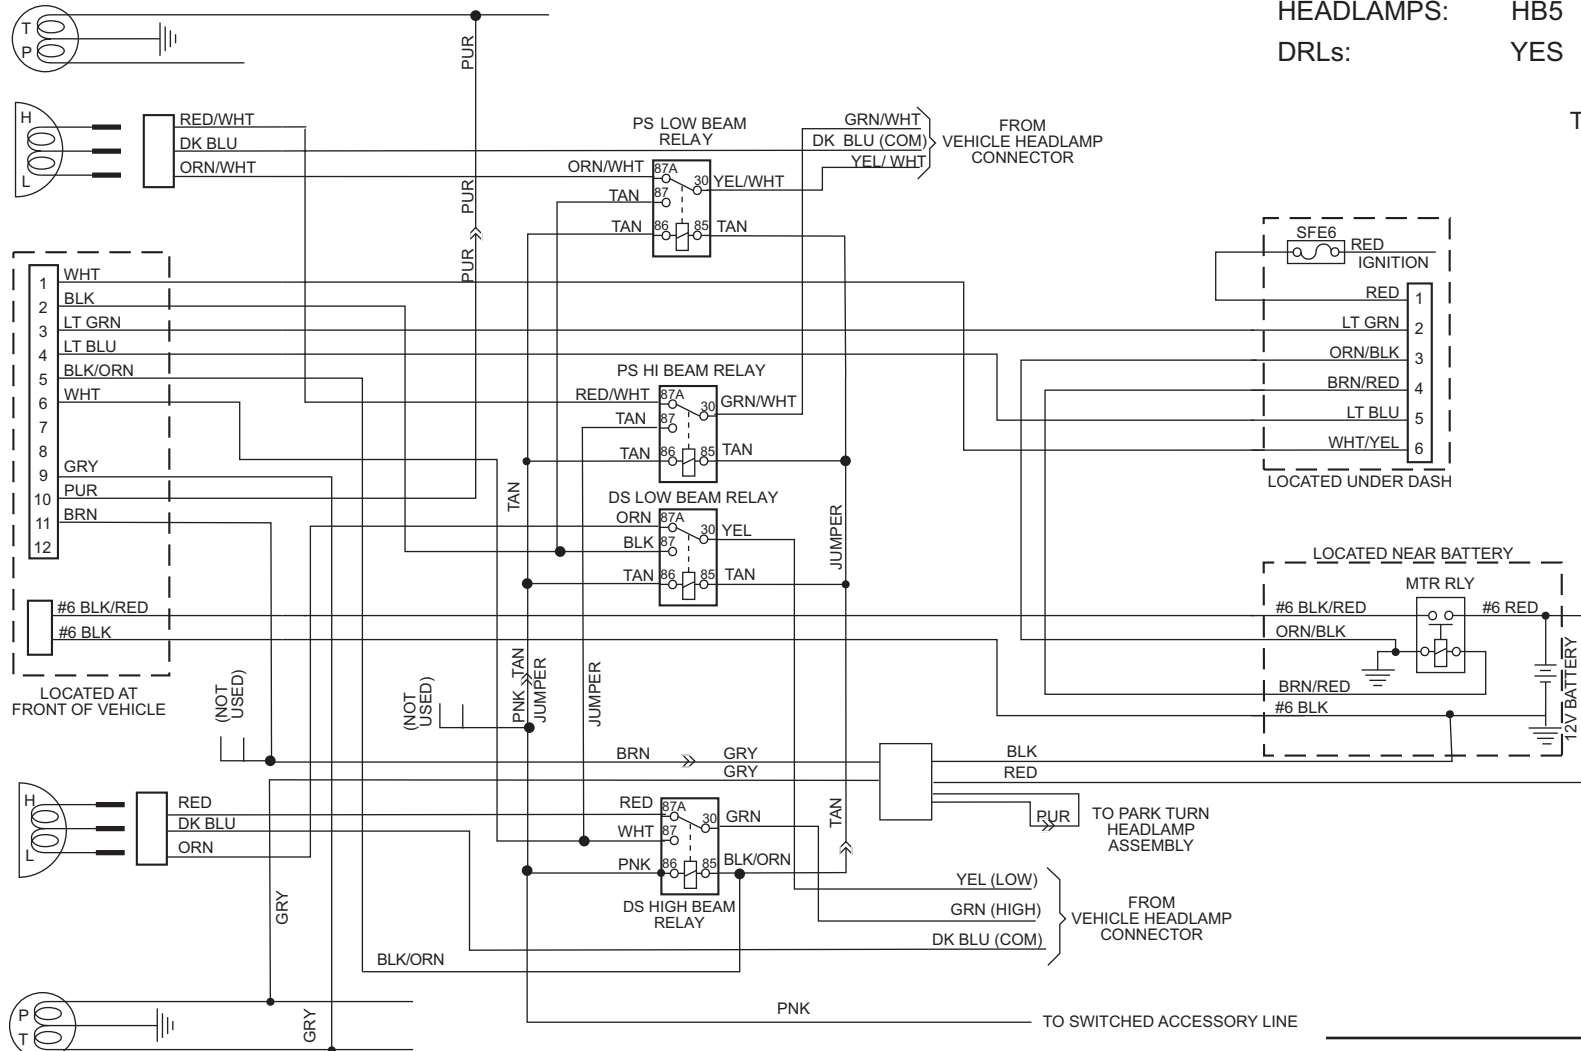 HEADLAMPS: HB5
DRLs: YES
T
T
P
PUR
H
L
RED/WHT
DK BLU
ORN/WHT
PS LOW BEAM
RELAY
GRN/WHT
DK BLU (COM)
YEL/ WHT
FROM
VEHICLE HEADLAMP
CONNECTOR
ORN/WHT
87A
30
YEL/WHT
TAN
87
TAN
86
85
TAN
PUR
PUR
1 WHT
2 BLK
3 LT GRN
4 LT BLU
5 BLK/ORN
6 WHT
7
8
9 GRY
10 PUR
11 BRN
12
#6 BLK/RED
#6 BLK
LOCATED AT
FRONT OF VEHICLE
SFE6
RED
IGNITION
RED 1
LT GRN 2
ORN/BLK 3
BRN/RED 4
LT BLU 5
WHT/YEL 6
LOCATED UNDER DASH
PS HI BEAM RELAY
RED/WHT
87A
30
GRN/WHT
TAN
87
TAN
86
85
TAN
TAN
DS LOW BEAM RELAY
ORN
87A
30
YEL
BLK
87
TAN
86
85
TAN
JUMPER
LOCATED NEAR BATTERY
MTR RLY
#6 BLK/RED
#6 RED
ORN/BLK
BRN/RED
#6 BLK
12V BATTERY
(NOT
USED)
(NOT
USED)
PNK TAN
JUMPER
JUMPER
BRN
GRY
GRY
BLK
RED
PUR
TO PARK TURN
HEADLAMP
ASSEMBLY
H
L
RED
DK BLU
ORN
RED
87A
30
GRN
WHT
87
PNK
86
85
BLK/ORN
TAN
DS HIGH BEAM
RELAY
YEL (LOW)
GRN (HIGH)
DK BLU (COM)
FROM
VEHICLE HEADLAMP
CONNECTOR
GRY
BLK/ORN
P
T
GRY
PNK
TO SWITCHED ACCESSORY LINE